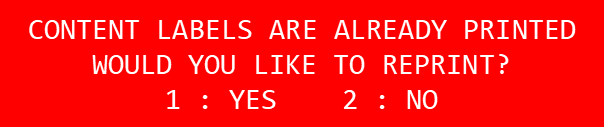 CONTENT LABELS ARE ALREADY PRINTED
WOULD YOU LIKE TO REPRINT?
1 : YES    2 : NO